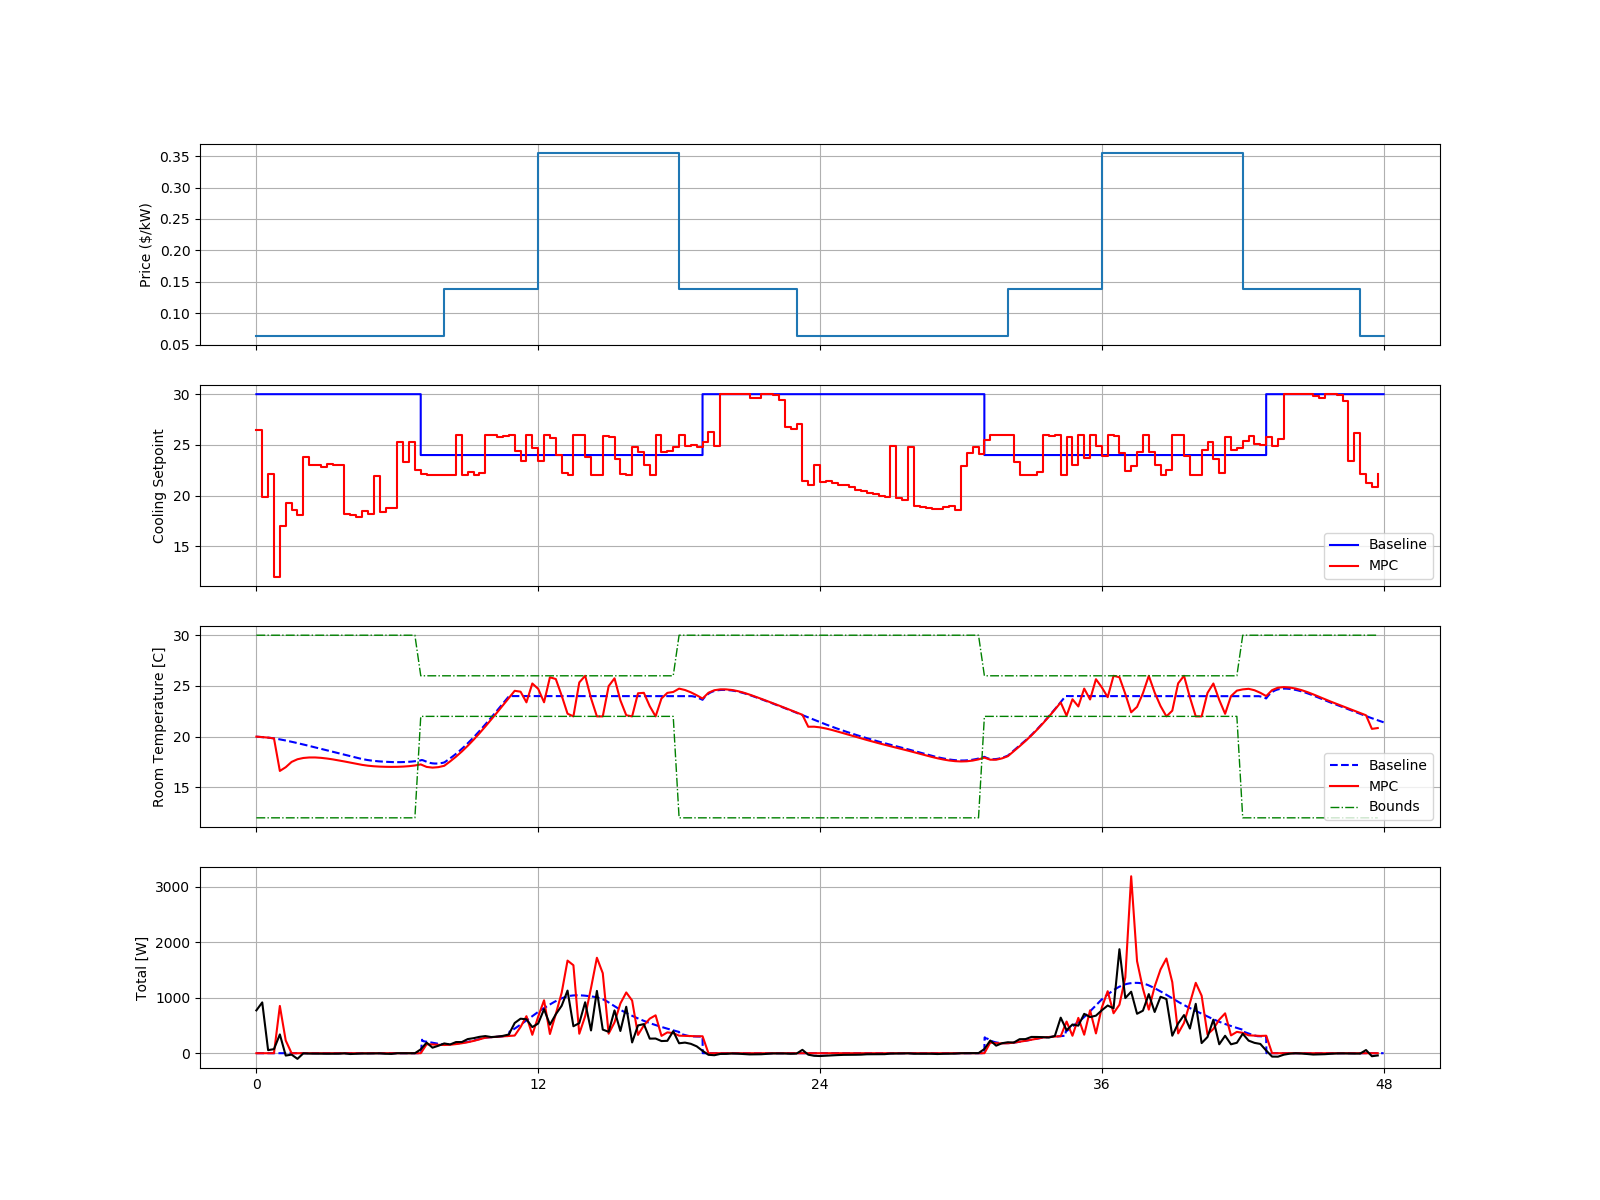 0.35
0.30
0.25
0.20
0.15
0.10
0.05
Price ($/kW)
30
25
20
15
Cooling Setpoint
Baseline
MPC
30
25
20
15
Room Temperature [C]
Baseline
MPC
Bounds
3000
2000
1000
0
Total [W]
0 12 24 36 48